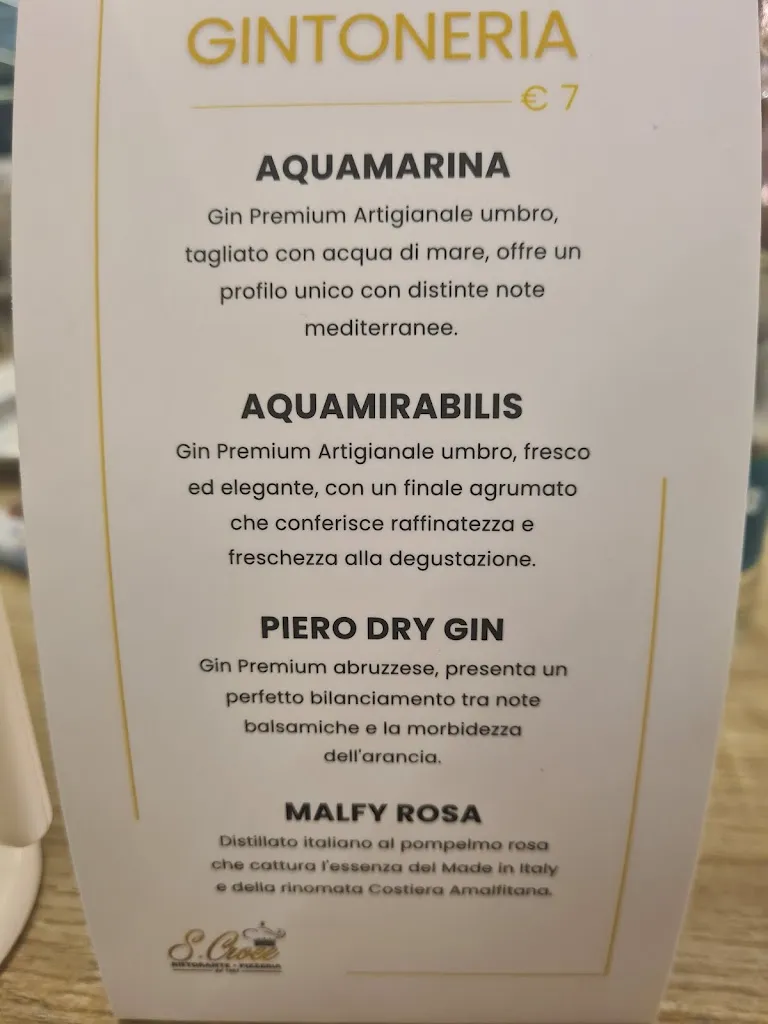 GINTONERIA
€ 7
AQUAMARINA
Gin Premium Artigianale umbro,
tagliato con acqua di mare, offre un
profilo unico con distinte note
mediterranee.
AQUAMIRABILIS
Gin Premium Artigianale umbro, fresco
ed elegante, con un finale agrumato
che conferisce raffinatezza e
freschezza alla degustazione.
PIERO DRY GIN
Gin Premium abruzzese, presenta un
perfetto bilanciamento tra note
balsamiche e la morbidezza
dell'arancia.
MALFY ROSA
Distillato italiano al pompelmo rosa
che cattura l'essenza del Made in Italy
e della rinomata Costiera Amalfitana.
S. Croce
RISTORANTE • PIZZERIA